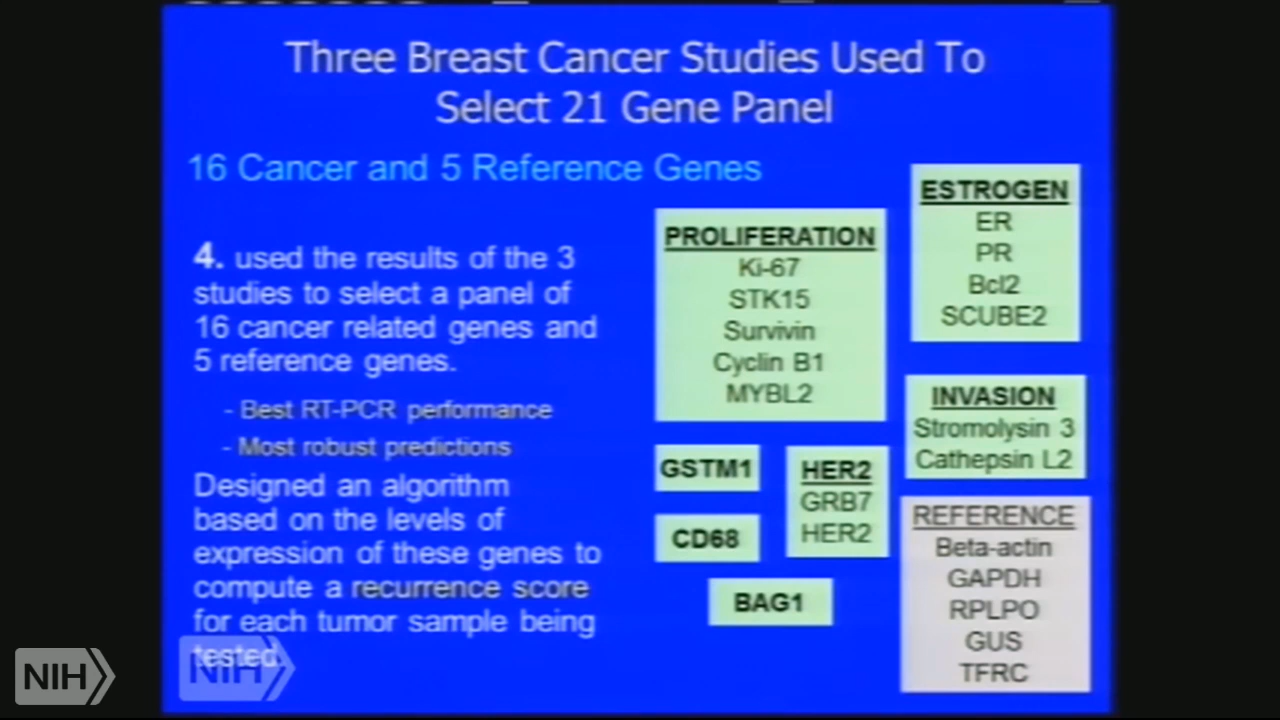 Three Breast Cancer Studies Used To
Select 21 Gene Panel
16 Cancer and 5 Reference Genes
4. used the results of the 3
studies to select a panel of
16 cancer related genes and
5 reference genes.
- Best RT-PCR performance
- Most robust predictions
Designed an algorithm
based on the levels of
expression of these genes to
compute a recurrence score
for each tumor sample being
tested.
PROLIFERATION
Ki-67
STK15
Survivin
Cyclin B1
MYBL2
ESTROGEN
ER
PR
Bcl2
SCUBE2
INVASION
Stromolysin 3
Cathepsin L2
GSTM1
HER2
GRB7
HER2
CD68
BAG1
REFERENCE
Beta-actin
GAPDH
RPLPO
GUS
TFRC
NIH
NIH